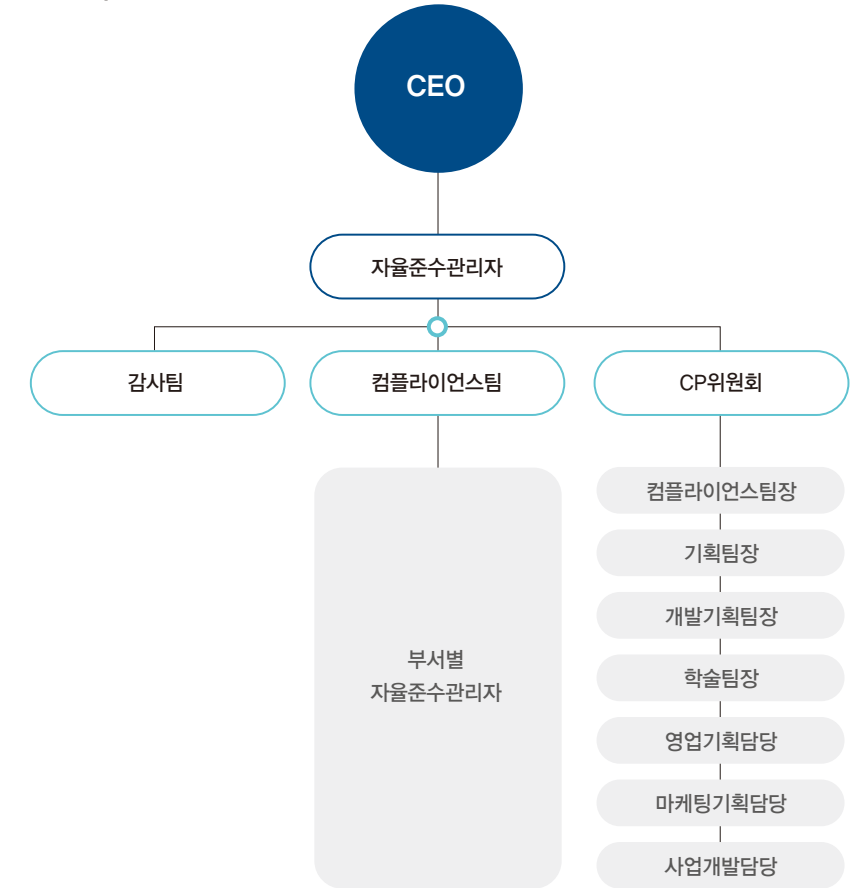 CEO
자율준수관리자
감사팀
컴플라이언스팀
CP위원회
부서별
자율준수관리자
컴플라이언스팀장
기획팀장
개발기획팀장
학술팀장
영업기획담당
마케팅기획담당
사업개발담당